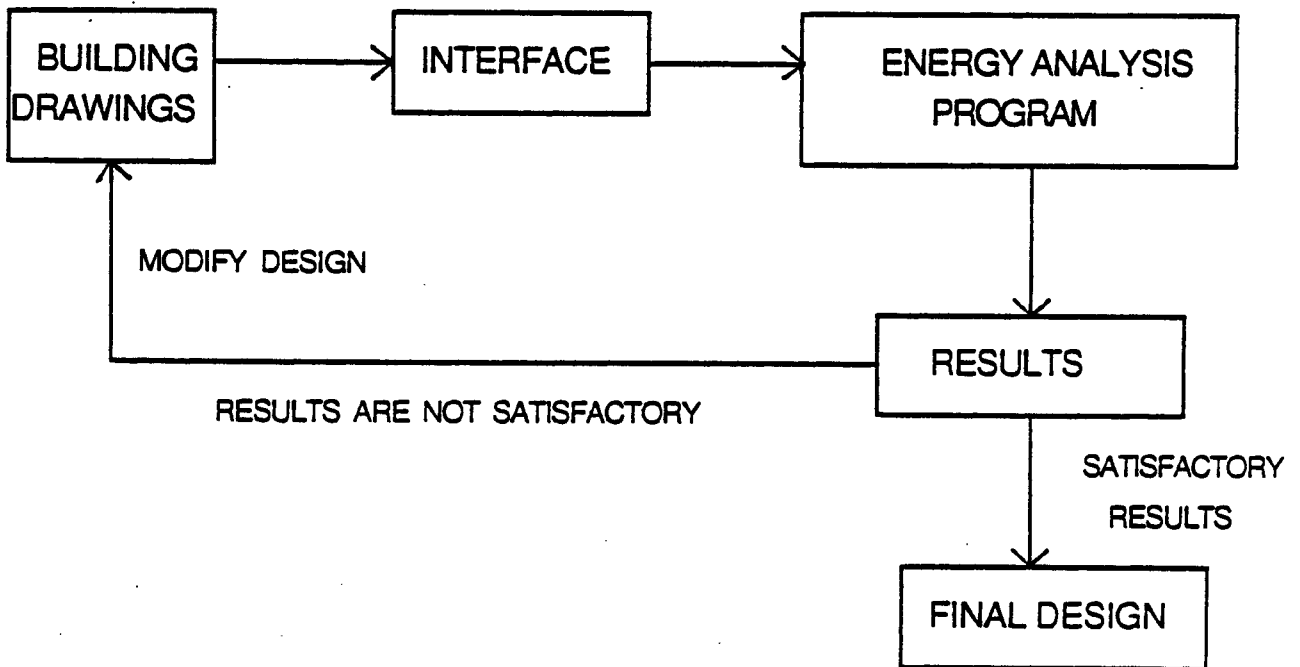 BUILDING
DRAWINGS
INTERFACE
ENERGY ANALYSIS
PROGRAM
MODIFY DESIGN
RESULTS
RESULTS ARE NOT SATISFACTORY
SATISFACTORY
RESULTS
FINAL DESIGN